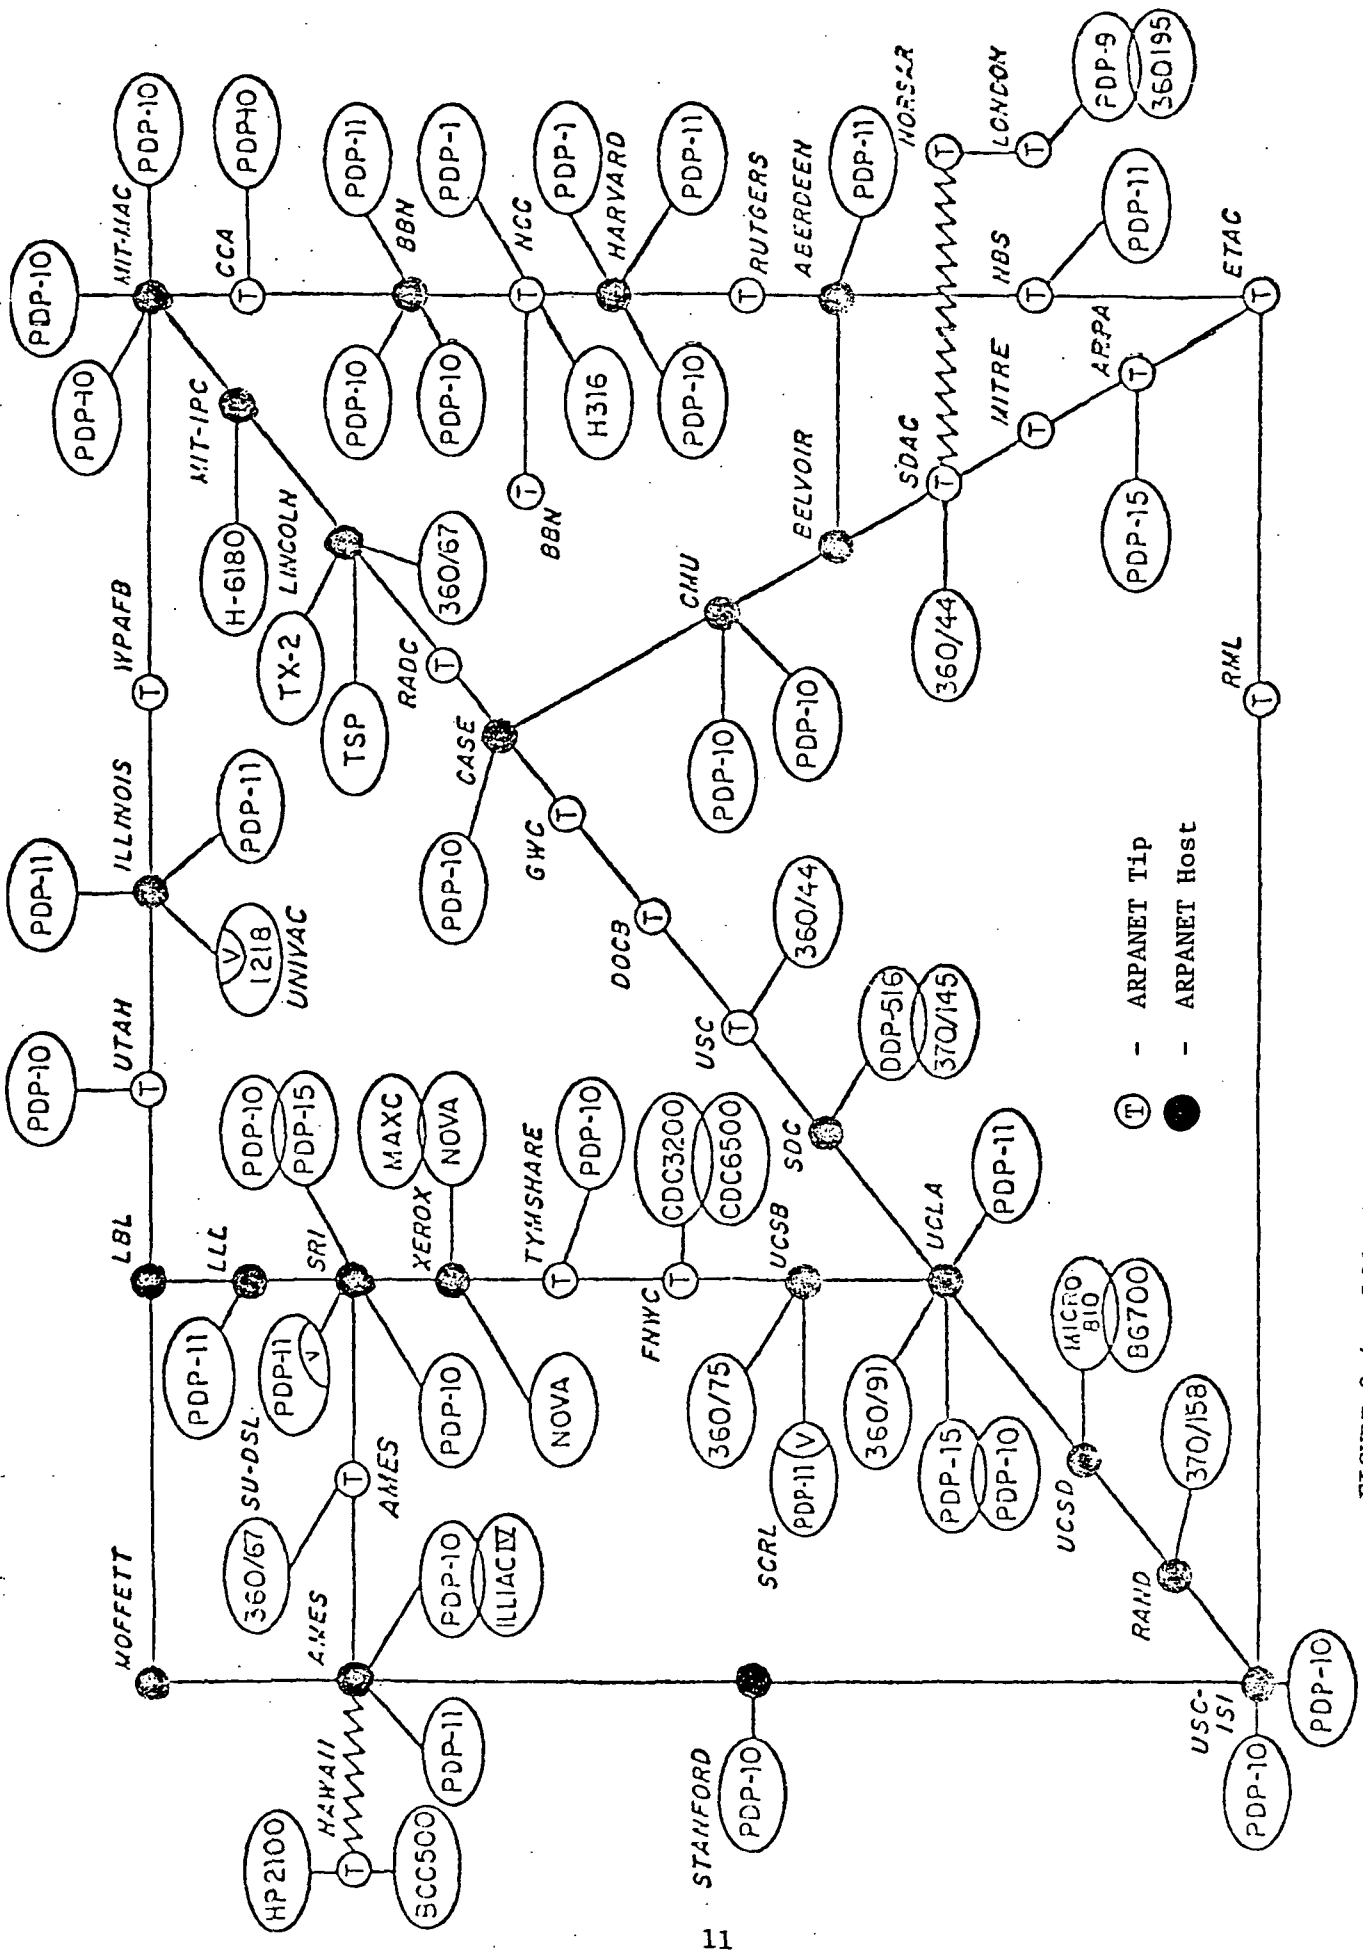 MOFFETT
LBL
UTAH
PDP-10
ILLINOIS
PDP-11
PDP-11
V
1218
UNIVAC
WPAFB
MIT-MAC
PDP-10
PDP-10
PDP-10
CCA
PDP-10
MIT-IPC
H-6180
LINCOLN
TX-2
TSP
360/67
RADC
T
CASE
PDP-10
GWC
T
DOCB
T
USC
T
360/44
SDC
DDP-516
370/145
UCLA
PDP-11
360/91
PDP-15
PDP-10
LLL
PDP-11
SRI
PDP-10
PDP-15
PDP-11
V
PDP-10
XEROX
MAXC
NOVA
NOVA
TYMSHARE
T
PDP-10
FNWC
T
CDC3200
CDC6500
UCSB
360/75
SCRL
PDP-11
V
SU-DSL
360/67
T
AMES
AMES
PDP-10
ILLIAC IV
PDP-11
HAWAII
T
HP2100
BCC500
STANFORD
PDP-10
UCSD
MICRO
810
BG700
RAND
370/158
USC-
ISI
PDP-10
PDP-10
RML
T
ETAC
T
ARPA
T
PDP-15
MITRE
T
SDAC
T
360/44
BELVOIR
CMU
PDP-10
PDP-10
BBN
PDP-11
PDP-10
PDP-10
NCC
T
PDP-1
H316
BBN
T
HARVARD
PDP-1
PDP-11
PDP-10
RUTGERS
T
ABERDEEN
PDP-11
NBS
T
PDP-11
T
LONDON
T
PDP-9
360195
T
T
T
T - ARPANET Tip
- ARPANET Host
11